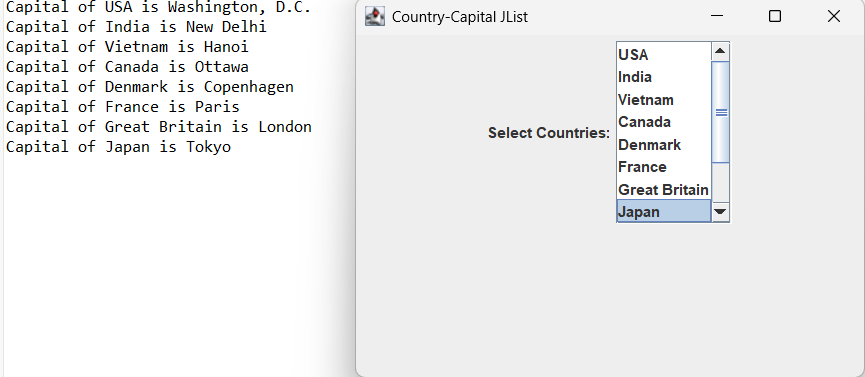 Capital of USA is Washington, D.C.
Capital of India is New Delhi
Capital of Vietnam is Hanoi
Capital of Canada is Ottawa
Capital of Denmark is Copenhagen
Capital of France is Paris
Capital of Great Britain is London
Capital of Japan is Tokyo
Country-Capital JList
Select Countries:
USA
India
Vietnam
Canada
Denmark
France
Great Britain
Japan